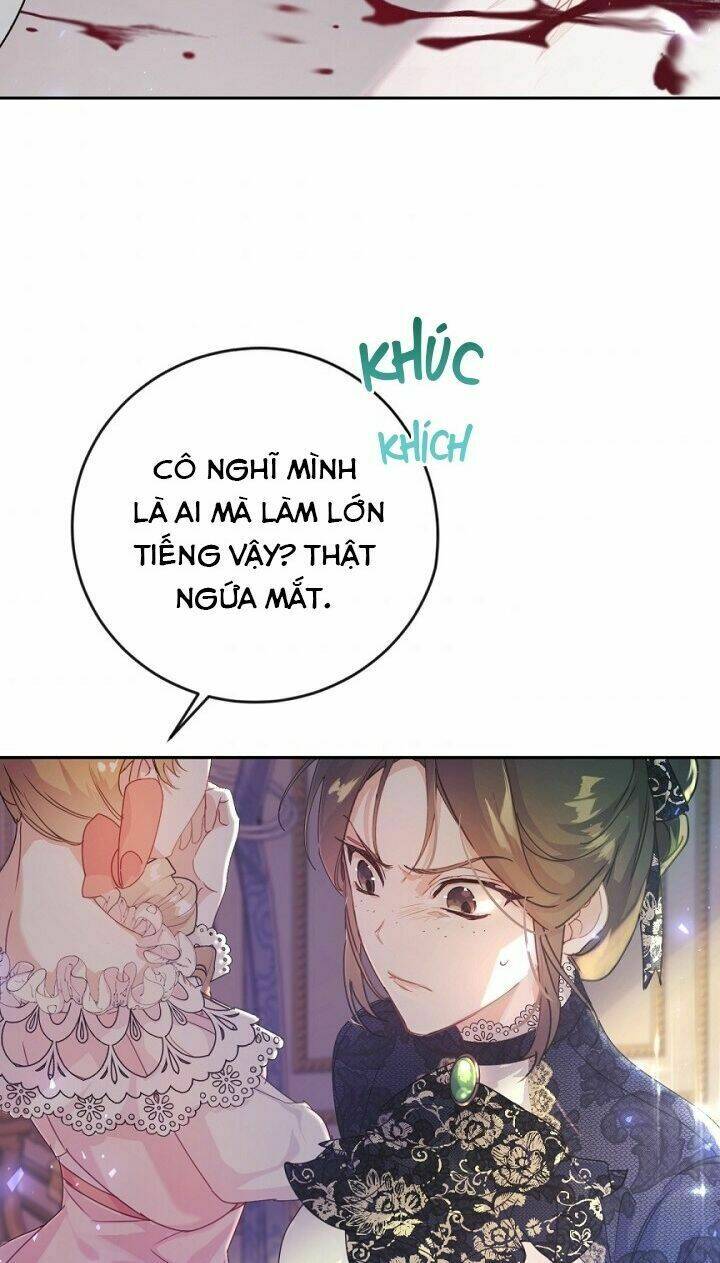 KHÚC
KHÍCH
CÔ NGHĨ MÌNH
LÀ AI MÀ LÀM LỚN
TIẾNG VẬY? THẬT
NGỨA MẮT.